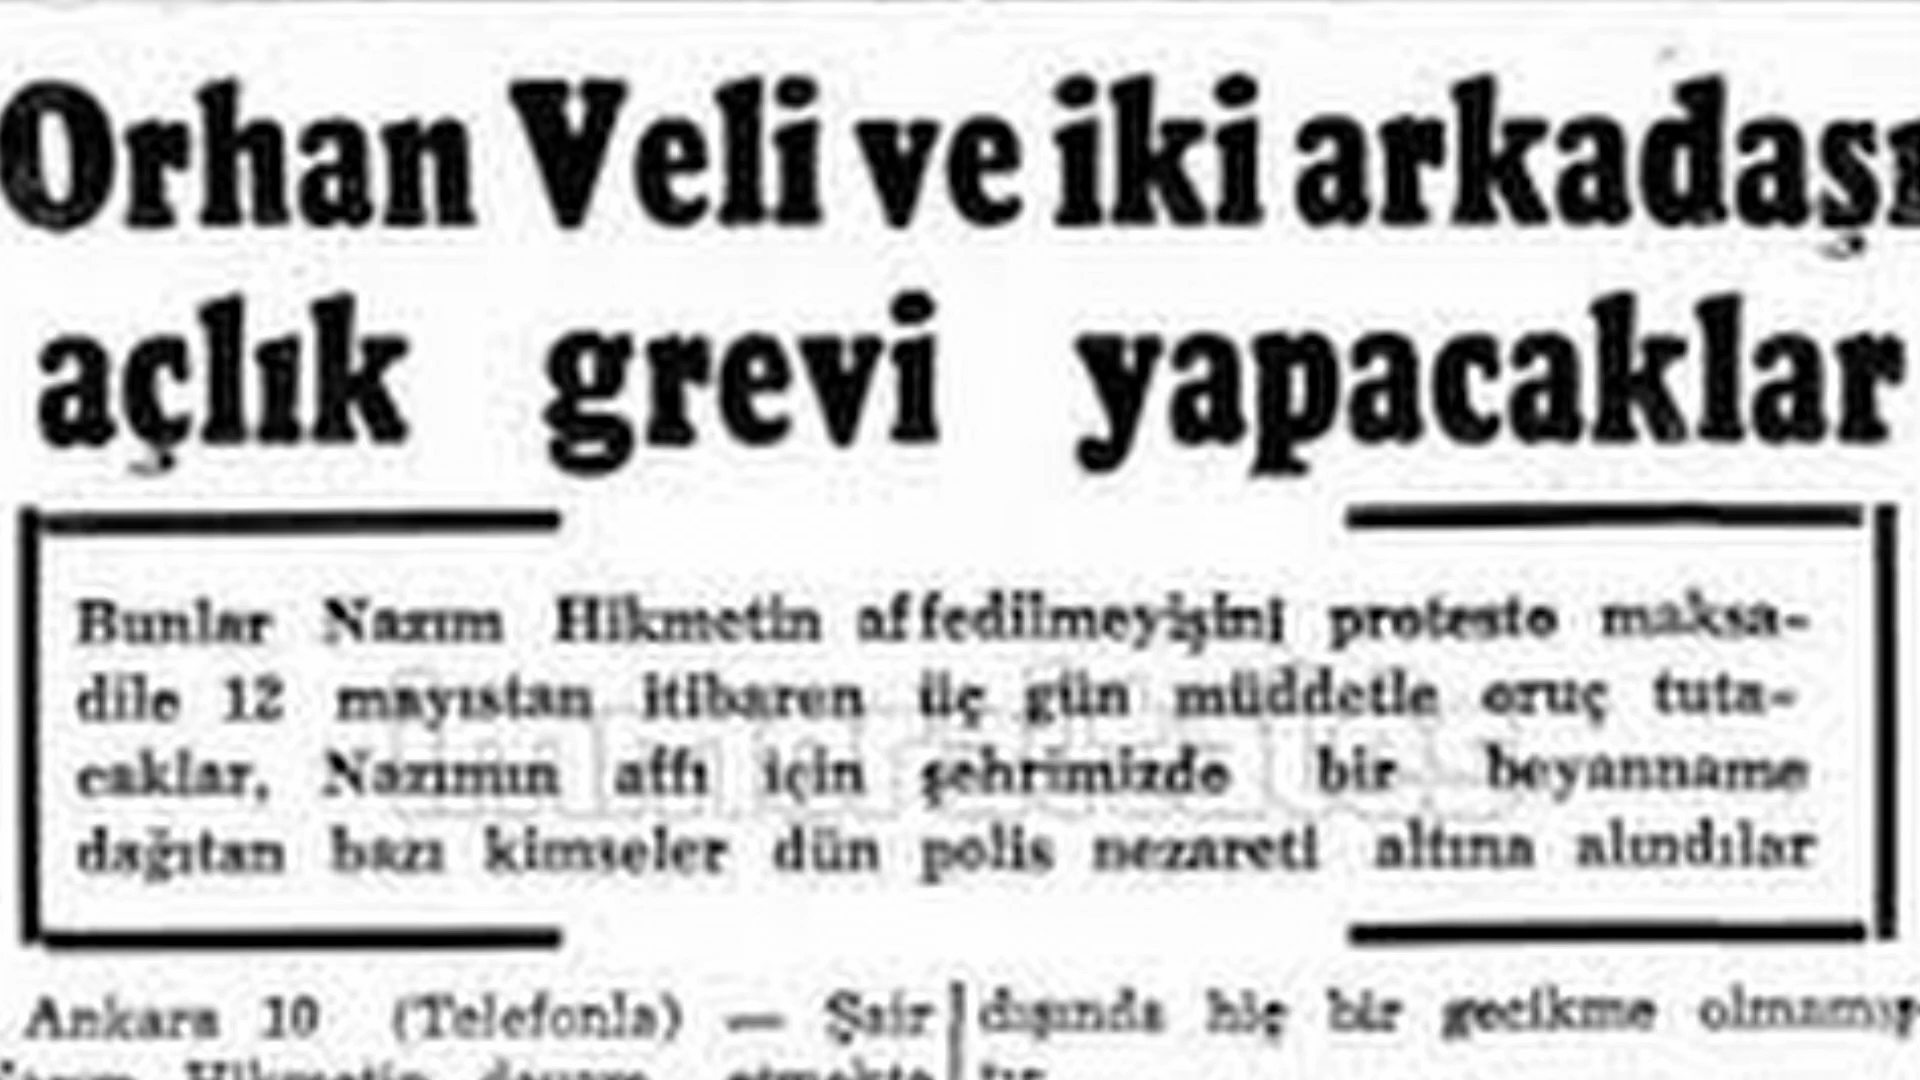 Orhan Veli ve iki arkadaşı
açlık grevi yapacaklar
Bunlar Nazım Hikmetin affedilmeyişini protesto maksa-
dile 12 mayıstan itibaren üç gün müddetle oruç tuta-
caklar, Nazımın affı için şehrimizde bir beyanname
dağıtan bazı kimseler dün polis nezareti altına alındılar
Ankara 10 (Telefonla) — Şair
Hikmetin
dışında hiç bir gecikme olmamış
tır